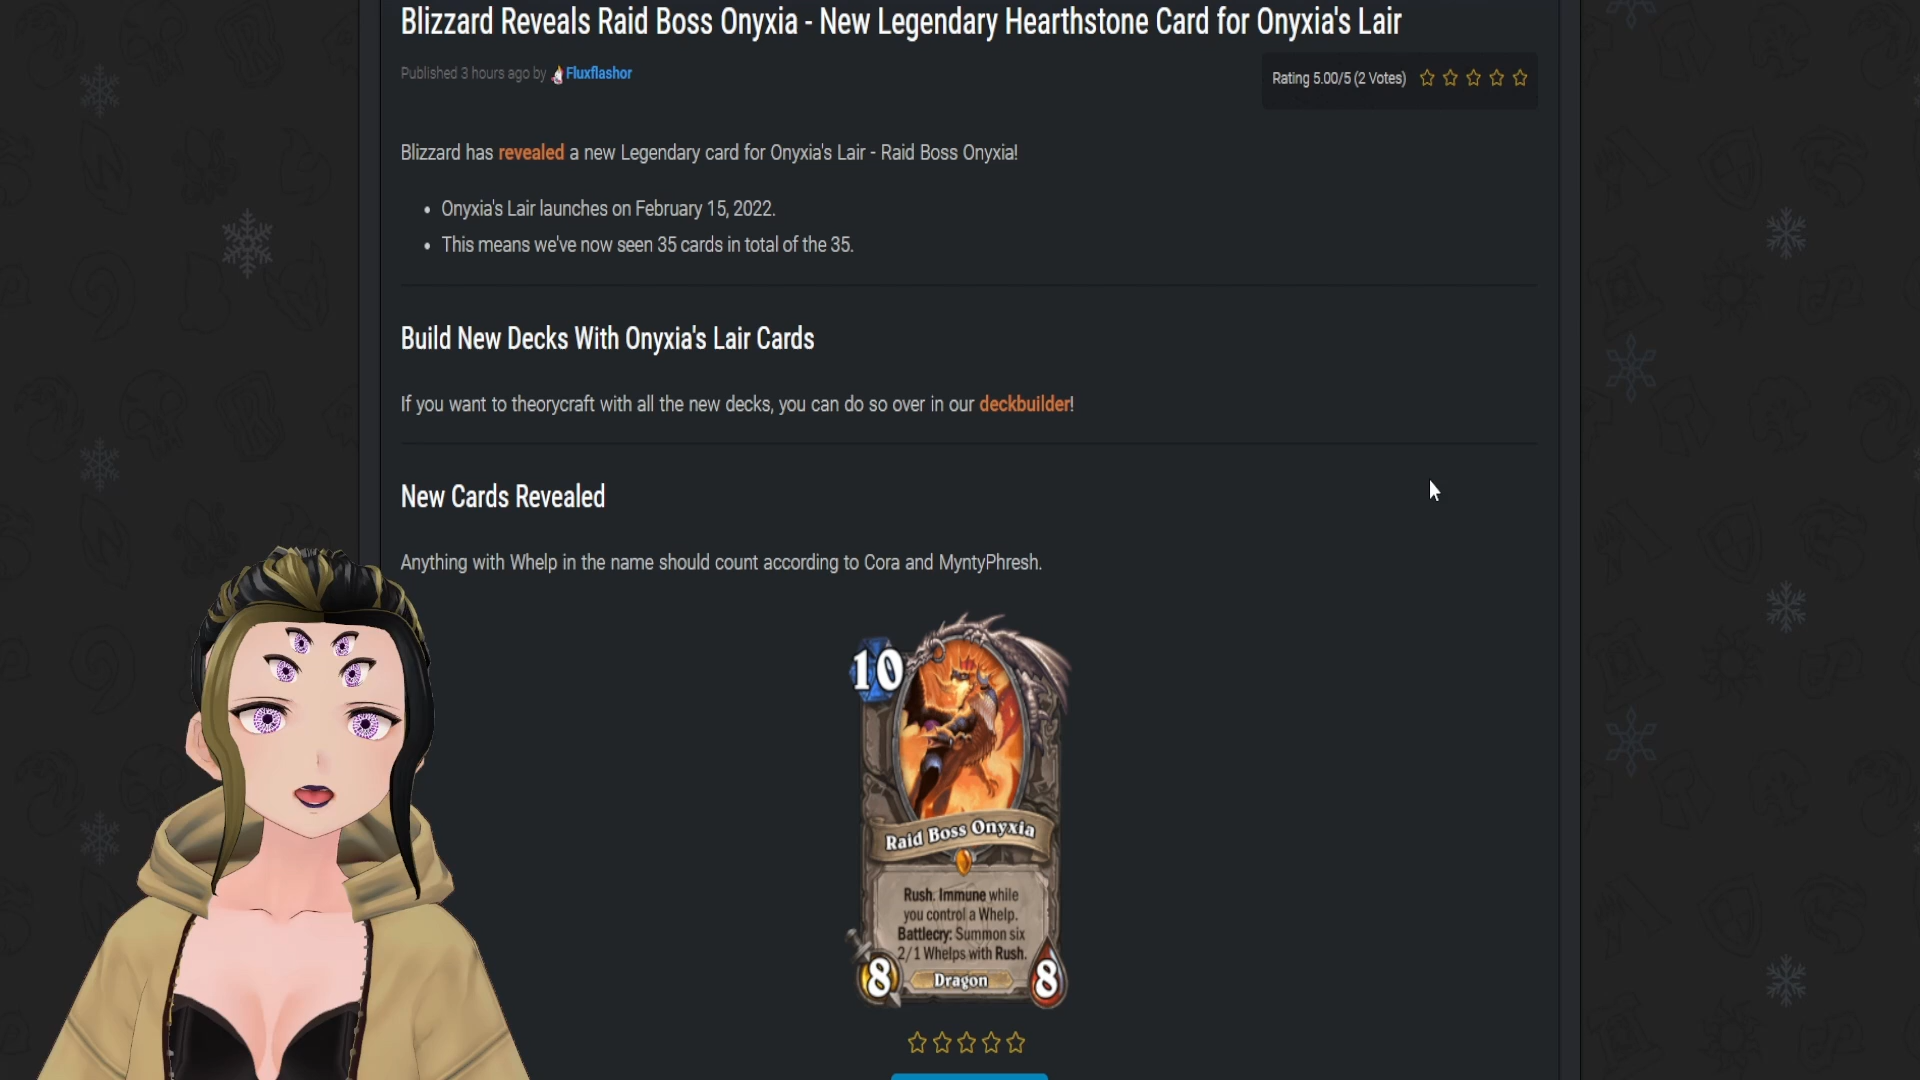 Blizzard Reveals Raid Boss Onyxia - New Legendary Hearthstone Card for Onyxia's Lair
Published 3 hours ago by Fluxflashor
Rating 5.00/5 (2 Votes)
Blizzard has revealed a new Legendary card for Onyxia's Lair - Raid Boss Onyxia!
• Onyxia's Lair launches on February 15, 2022.
• This means we've now seen 35 cards in total of the 35.
Build New Decks With Onyxia's Lair Cards
If you want to theorycraft with all the new decks, you can do so over in our deckbuilder!
New Cards Revealed
Anything with Whelp in the name should count according to Cora and MyntyPhresh.
10
Raid Boss Onyxia
Rush. Immune while
you control a Whelp.
Battlecry: Summon six
2/1 Whelps with Rush.
8 Dragon 8